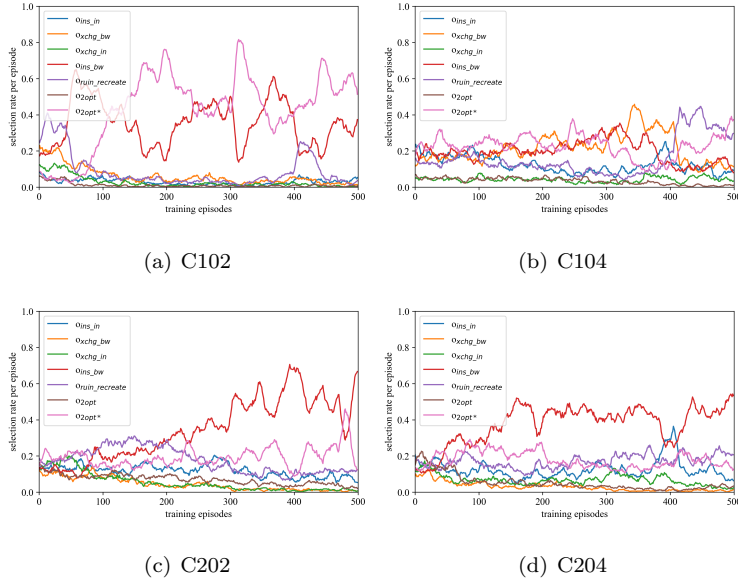 1.0
0.8
0.6
0.4
0.2
0.0
selection rate per episode
o_ins_in
o_xchg_bw
o_xchg_in
o_ins_bw
o_ruin_recreate
o_2opt
o_2opt*
0 100 200 300 400 500
training episodes
(a) C102
1.0
0.8
0.6
0.4
0.2
0.0
selection rate per episode
o_ins_in
o_xchg_bw
o_xchg_in
o_ins_bw
o_ruin_recreate
o_2opt
o_2opt*
0 100 200 300 400 500
training episodes
(b) C104
1.0
0.8
0.6
0.4
0.2
0.0
selection rate per episode
o_ins_in
o_xchg_bw
o_xchg_in
o_ins_bw
o_ruin_recreate
o_2opt
o_2opt*
0 100 200 300 400 500
training episodes
(c) C202
1.0
0.8
0.6
0.4
0.2
0.0
selection rate per episode
o_ins_in
o_xchg_bw
o_xchg_in
o_ins_bw
o_ruin_recreate
o_2opt
o_2opt*
0 100 200 300 400 500
training episodes
(d) C204